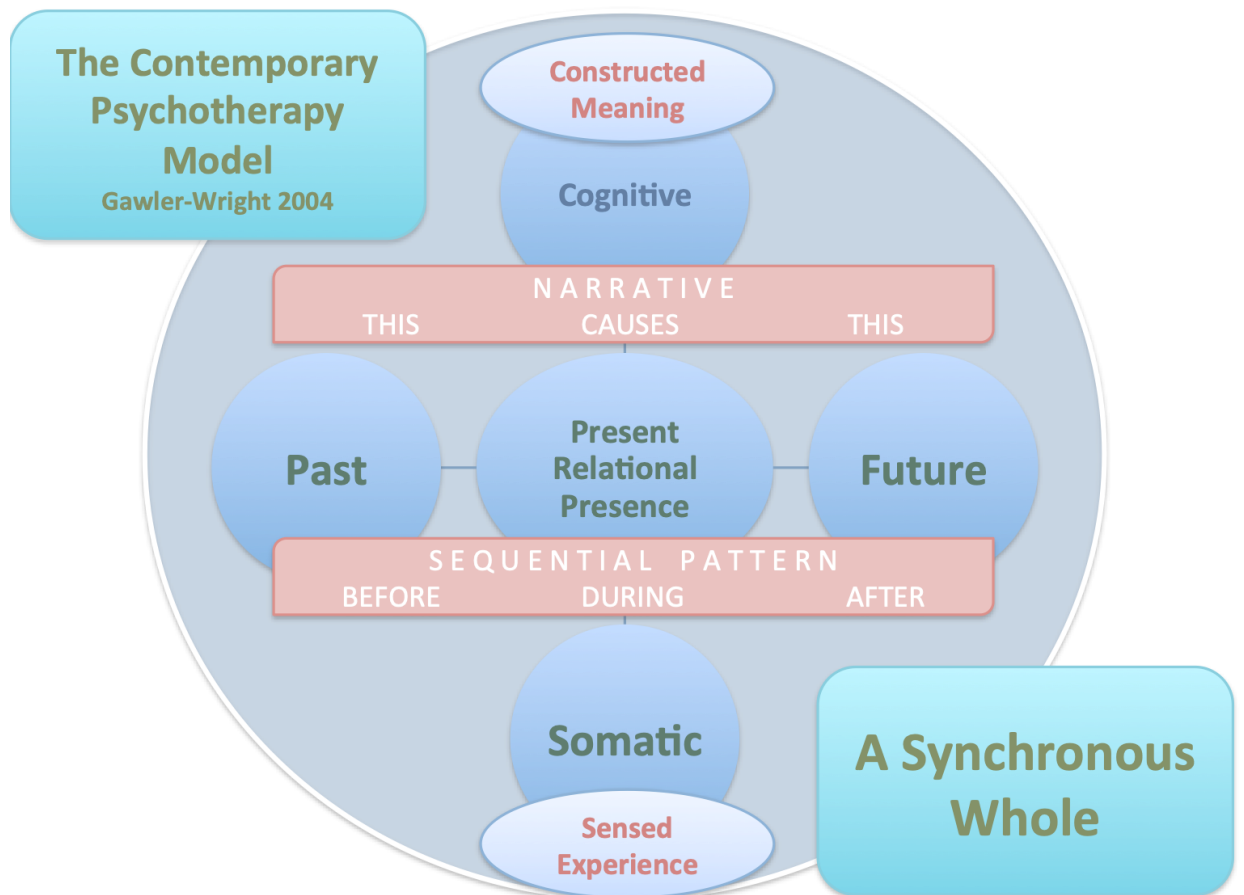 The Contemporary
Psychotherapy
Model
Gawler-Wright 2004
Constructed
Meaning
Cognitive
NARRATIVE
THIS CAUSES THIS
Past
Present
Relational
Presence
Future
SEQUENTIAL PATTERN
BEFORE DURING AFTER
Somatic
Sensed
Experience
A Synchronous
Whole